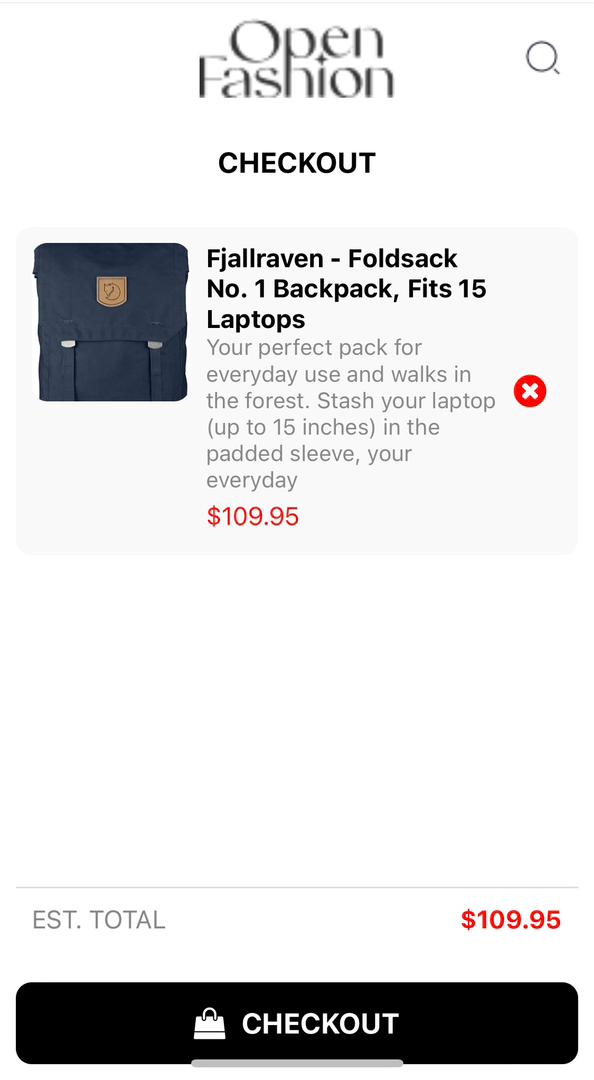 Open
Fashion
CHECKOUT
Fjallraven - Foldsack
No. 1 Backpack, Fits 15
Laptops
Your perfect pack for
everyday use and walks in
the forest. Stash your laptop
(up to 15 inches) in the
padded sleeve, your
everyday
$109.95
EST. TOTAL $109.95
CHECKOUT